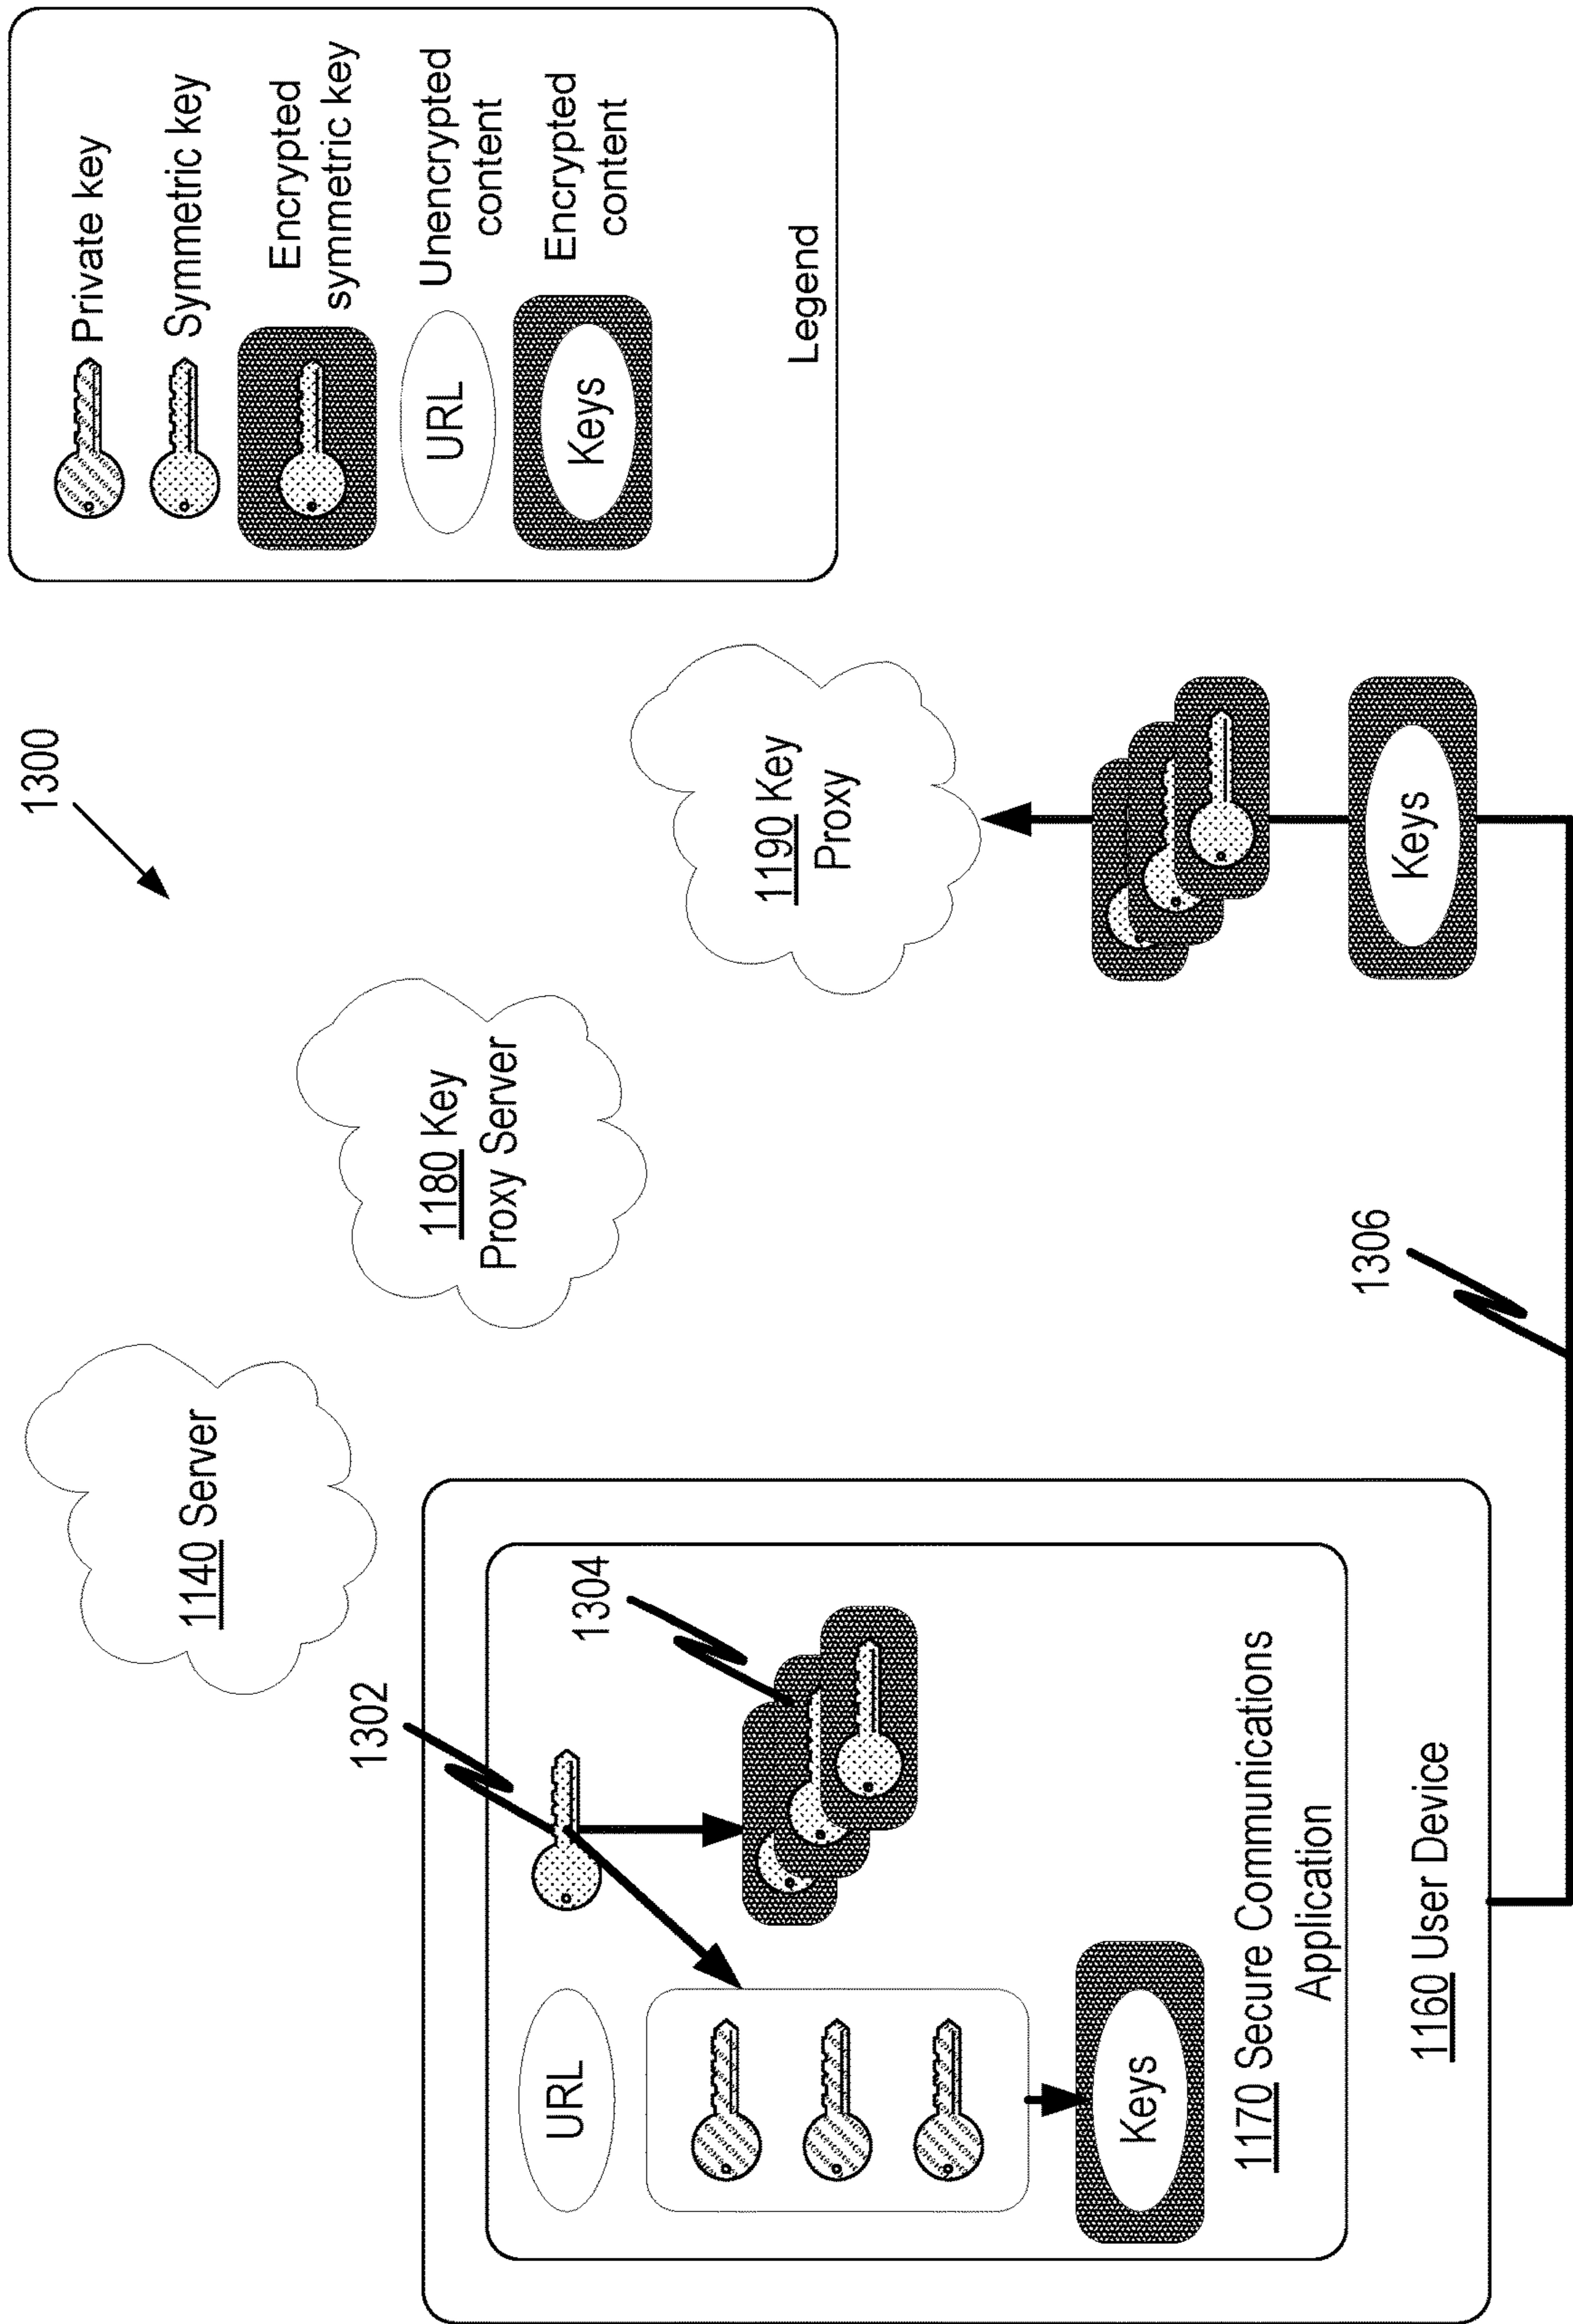 1300
1140 Server
1180 Key
Proxy Server
1190 Key
Proxy
1302
1304
URL
Keys
1170 Secure Communications
Application
1160 User Device
1306
Keys
Private key
Symmetric key
Encrypted
symmetric key
URL
Unencrypted
content
Keys
Encrypted
content
Legend